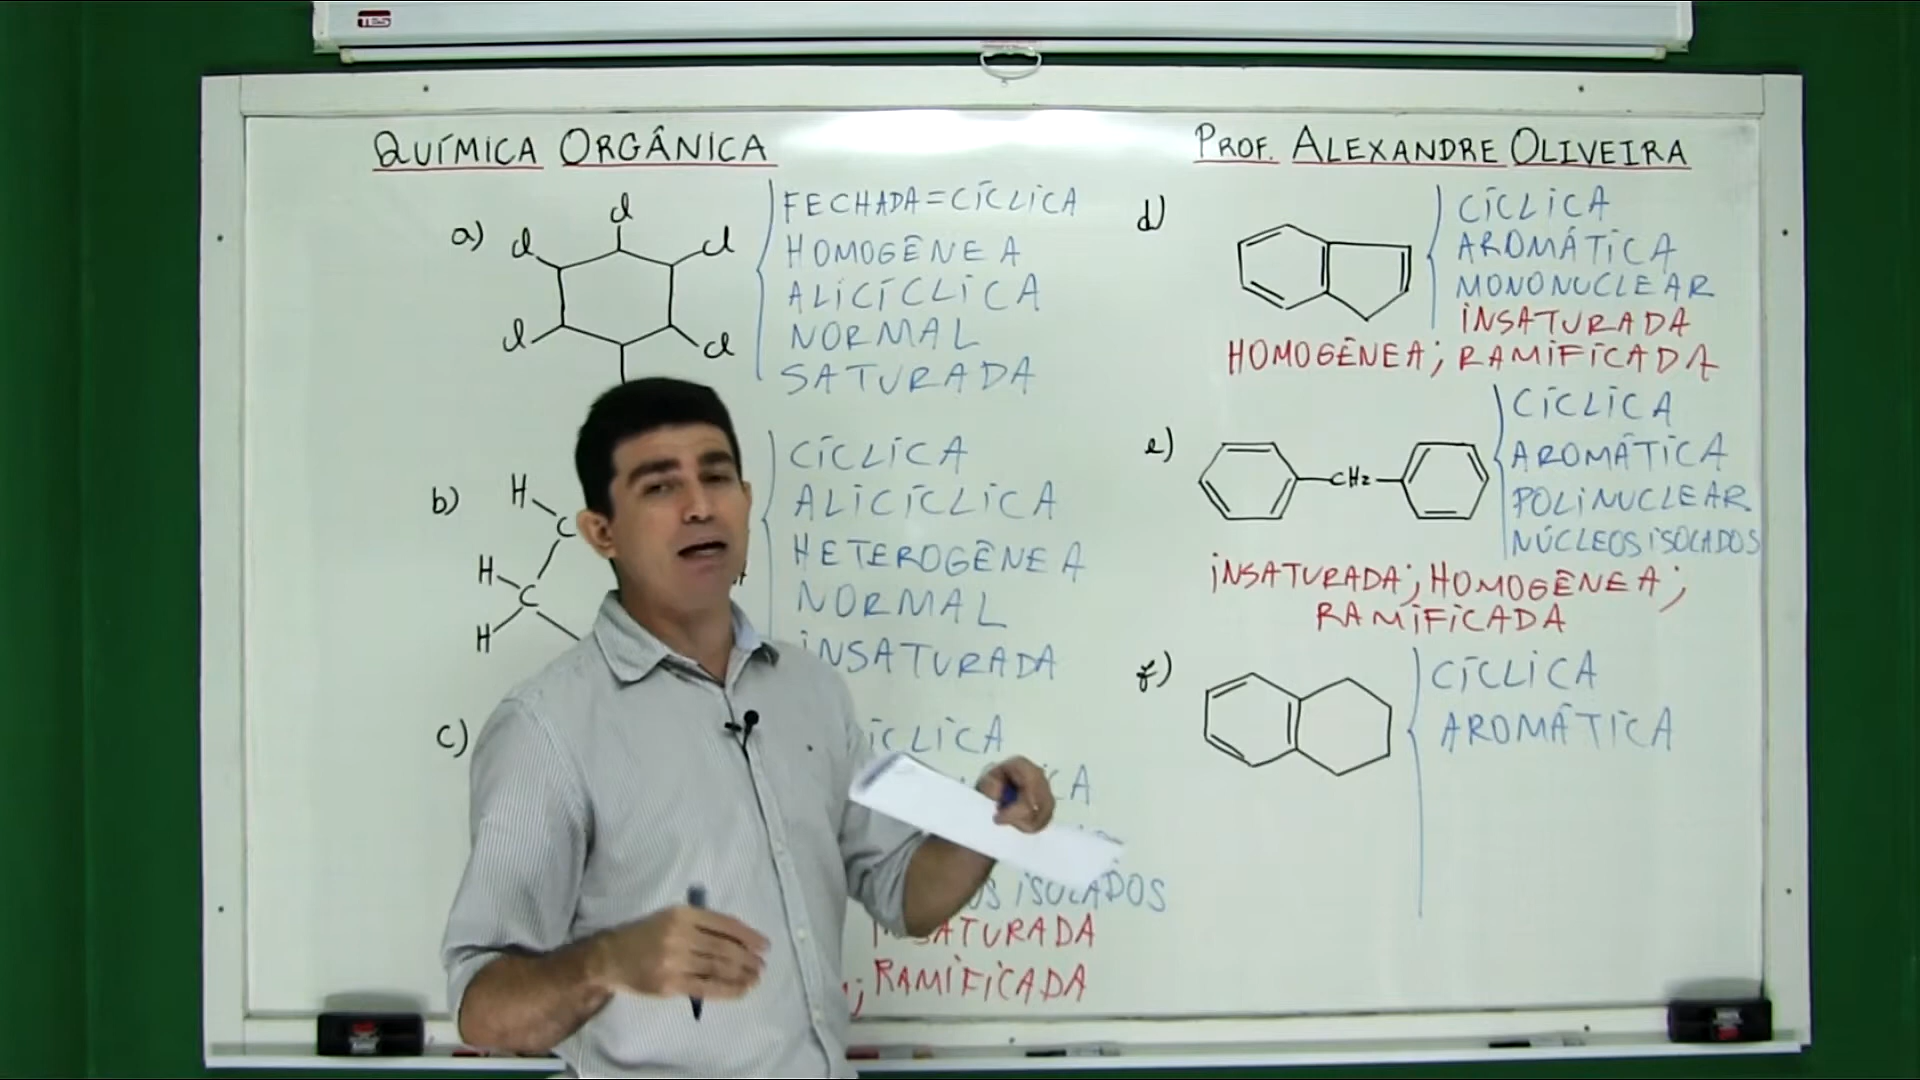 QUÍMICA ORGÂNICA
PROF. ALEXANDRE OLIVEIRA
a)
cl
cl
cl
cl
cl
FECHADA=CÍCLICA
HOMOGÊNEA
ALICÍCLICA
NORMAL
SATURADA
b)
H
C
H
C
H
CÍCLICA
ALICÍCLICA
HETEROGÊNEA
NORMAL
INSATURADA
c)
ISOLADOS
RAMIFICADA
d)
CÍCLICA
AROMÁTICA
MONONUCLEAR
INSATURADA
HOMOGÊNEA; RAMIFICADA
e)
CH2
CÍCLICA
AROMÁTICA
POLINUCLEAR
NÚCLEOS ISOLADOS
INSATURADA; HOMOGÊNEA;
RAMIFICADA
f)
CÍCLICA
AROMÁTICA